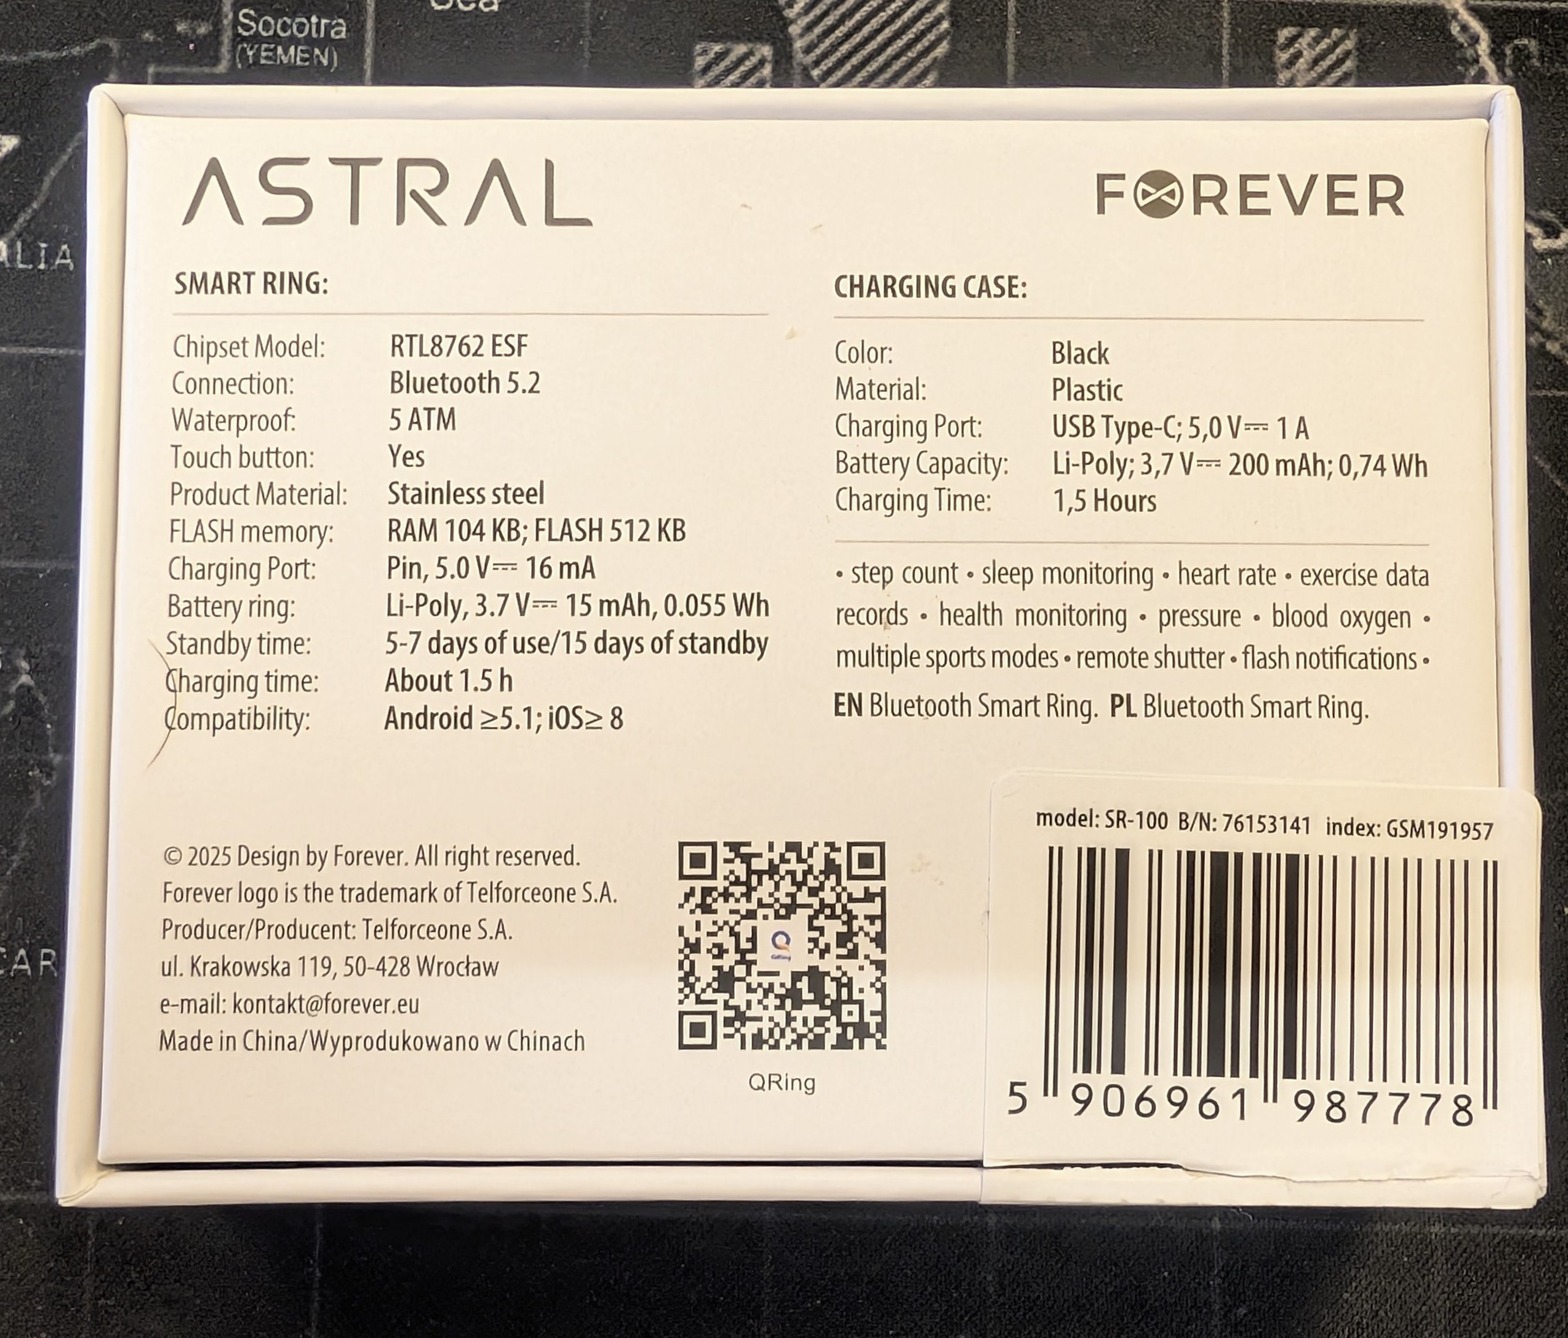 Socotra
(YEMEN)
Sea
ALIA
CAR
ASTRAL
FOREVER
SMART RING:
Chipset Model: RTL8762 ESF
Connection: Bluetooth 5.2
Waterproof: 5 ATM
Touch button: Yes
Product Material: Stainless steel
FLASH memory: RAM 104 KB; FLASH 512 KB
Charging Port: Pin, 5.0 V⎓ 16 mA
Battery ring: Li-Poly, 3.7 V⎓ 15 mAh, 0.055 Wh
Standby time: 5-7 days of use/15 days of standby
Charging time: About 1.5 h
Compatibility: Android ≥5.1; iOS≥ 8
CHARGING CASE:
Color: Black
Material: Plastic
Charging Port: USB Type-C; 5,0 V⎓ 1 A
Battery Capacity: Li-Poly; 3,7 V⎓ 200 mAh; 0,74 Wh
Charging Time: 1,5 Hours
• step count • sleep monitoring • heart rate • exercise data
records • health monitoring • pressure • blood oxygen •
multiple sports modes • remote shutter • flash notifications •
EN Bluetooth Smart Ring. PL Bluetooth Smart Ring.
© 2025 Design by Forever. All right reserved.
Forever logo is the trademark of Telforceone S.A.
Producer/Producent: Telforceone S.A.
ul. Krakowska 119, 50-428 Wrocław
e-mail: kontakt@forever.eu
Made in China/Wyprodukowano w Chinach
QRing
model: SR-100 B/N: 76153141 index: GSM191957
5 906961 987778